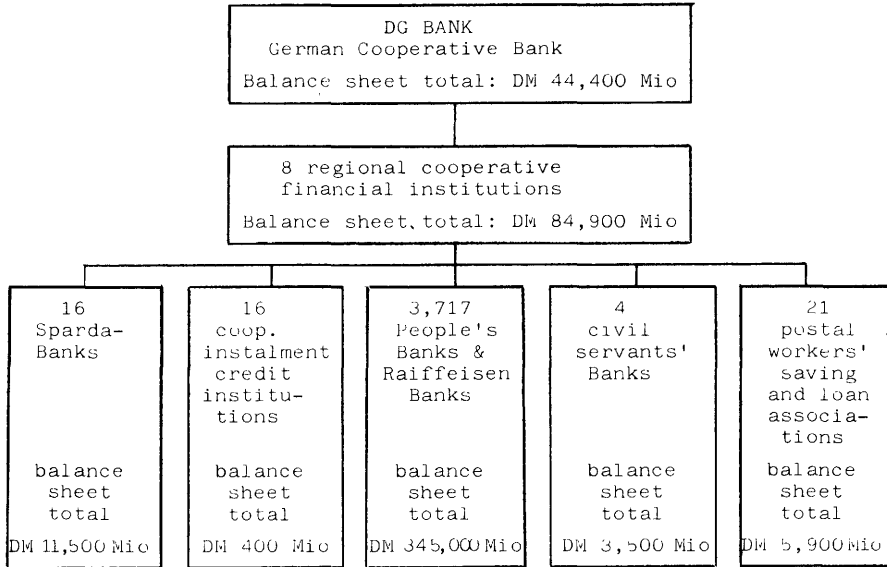 DG BANK
German Cooperative Bank
Balance sheet total: DM 44,400 Mio
8 regional cooperative
financial institutions
Balance sheet total: DM 84,900 Mio
16
Sparda-
Banks
balance
sheet
total
DM 11,500 Mio
16
coop.
instalment
credit
institu-
tions
balance
sheet
total
DM 400 Mio
3,717
People's
Banks &
Raiffeisen
Banks
balance
sheet
total
DM 345,000 Mio
4
civil
servants'
Banks
balance
sheet
total
DM 3,500 Mio
21
postal
workers'
saving
and loan
associa-
tions
balance
sheet
total
DM 5,900 Mio